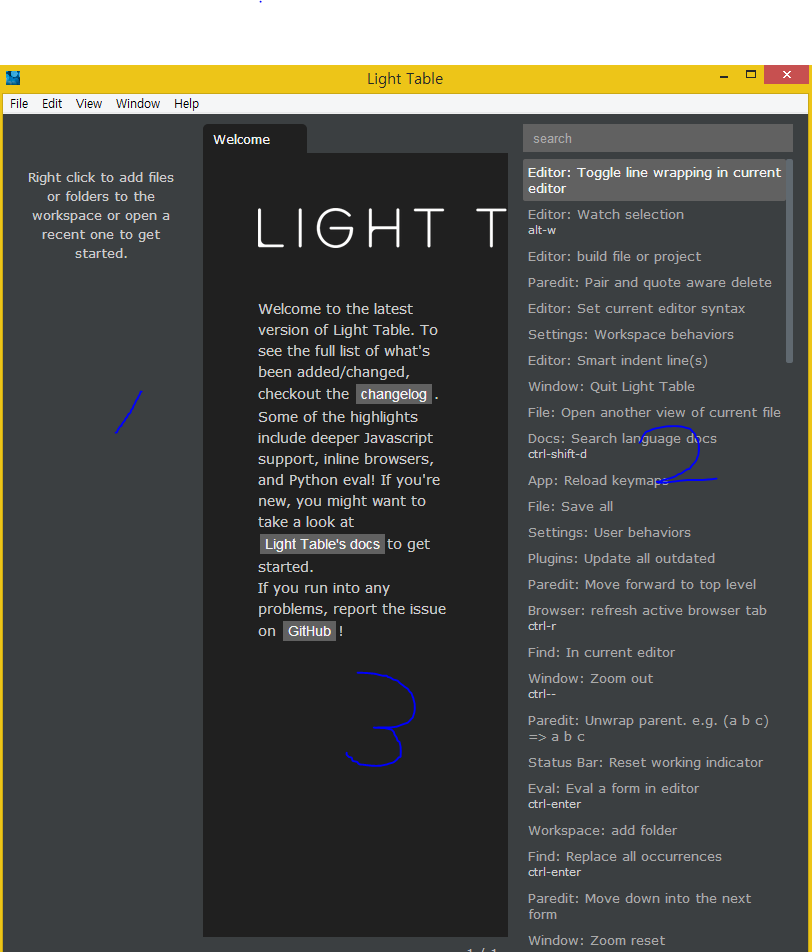 Light Table
File Edit View Window Help
Right click to add files
or folders to the
workspace or open a
recent one to get
started.
1
Welcome
LIGHT T
Welcome to the latest
version of Light Table. To
see the full list of what's
been added/changed,
checkout the changelog .
Some of the highlights
include deeper Javascript
support, inline browsers,
and Python eval! If you're
new, you might want to
take a look at
Light Table's docs to get
started.
If you run into any
problems, report the issue
on GitHub !
3
search
Editor: Toggle line wrapping in current
editor
Editor: Watch selection
alt-w
Editor: build file or project
Paredit: Pair and quote aware delete
Editor: Set current editor syntax
Settings: Workspace behaviors
Editor: Smart indent line(s)
Window: Quit Light Table
File: Open another view of current file
Docs: Search language docs
ctrl-shift-d
2
App: Reload keymaps
File: Save all
Settings: User behaviors
Plugins: Update all outdated
Paredit: Move forward to top level
Browser: refresh active browser tab
ctrl-r
Find: In current editor
Window: Zoom out
ctrl--
Paredit: Unwrap parent. e.g. (a b c)
=> a b c
Status Bar: Reset working indicator
Eval: Eval a form in editor
ctrl-enter
Workspace: add folder
Find: Replace all occurrences
ctrl-enter
Paredit: Move down into the next
form
Window: Zoom reset
1 / 1